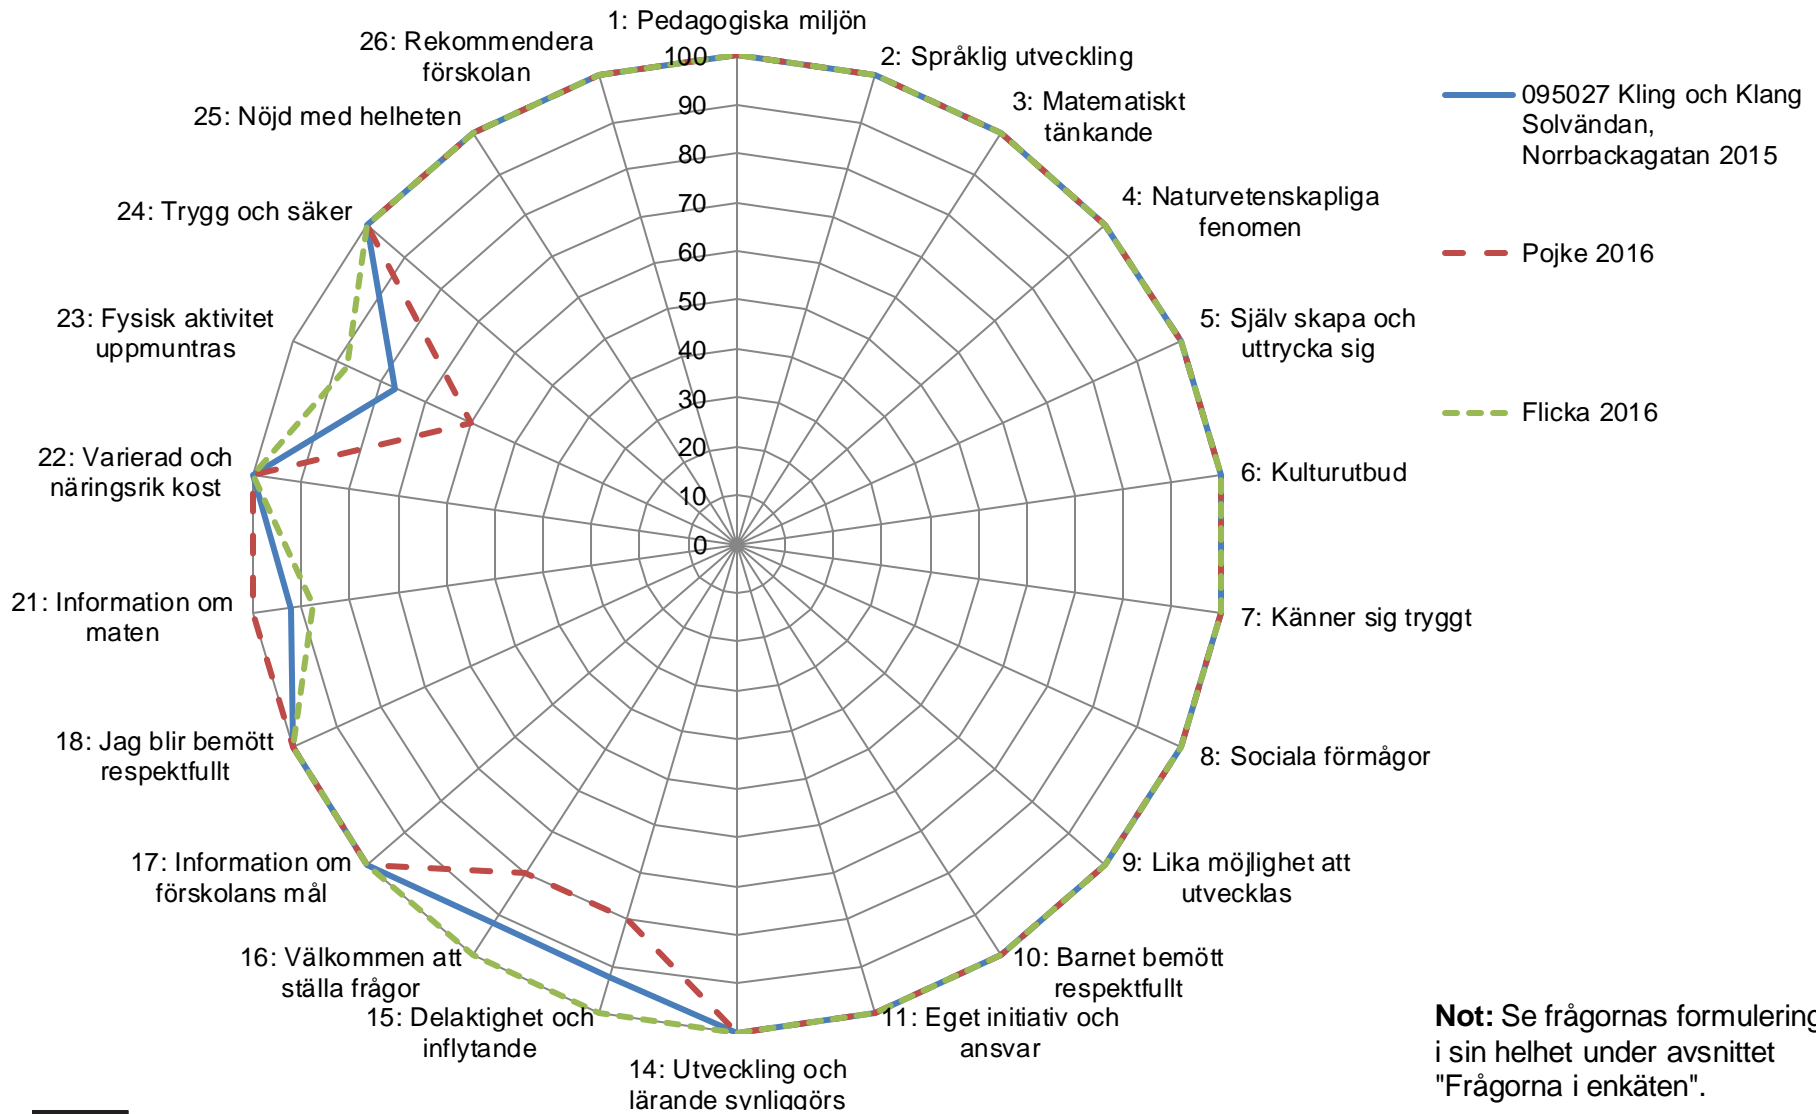 1: Pedagogiska miljön
2: Språklig utveckling
3: Matematiskt
tänkande
4: Naturvetenskapliga
fenomen
5: Själv skapa och
uttrycka sig
6: Kulturutbud
7: Känner sig tryggt
8: Sociala förmågor
9: Lika möjlighet att
utvecklas
10: Barnet bemött
respektfullt
11: Eget initiativ och
ansvar
14: Utveckling och
lärande synliggörs
15: Delaktighet och
inflytande
16: Välkommen att
ställa frågor
17: Information om
förskolans mål
18: Jag blir bemött
respektfullt
21: Information om
maten
22: Varierad och
näringsrik kost
23: Fysisk aktivitet
uppmuntras
24: Trygg och säker
25: Nöjd med helheten
26: Rekommendera
förskolan
100
90
80
70
60
50
40
30
20
10
0
095027 Kling och Klang
Solvändan,
Norrbackagatan 2015
Pojke 2016
Flicka 2016
Not: Se frågornas formulering
i sin helhet under avsnittet
"Frågorna i enkäten".